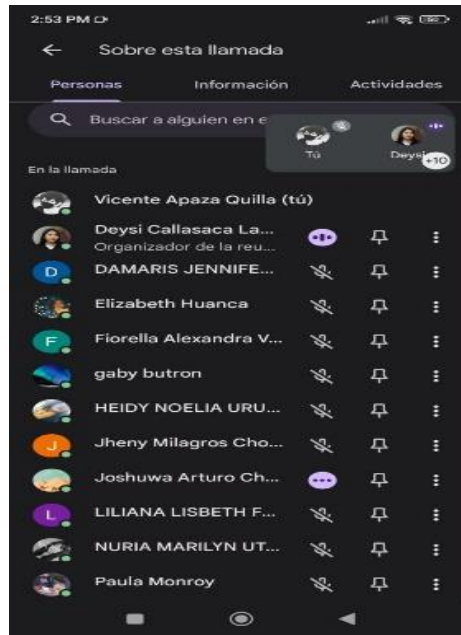 2:53 PM
Sobre esta llamada
Personas Información Actividades
Buscar a alguien en e
Tú Deysi
+10
En la llamada
Vicente Apaza Quilla (tú)
Deysi Callasaca La...
Organizador de la reu...
D DAMARIS JENNIFE...
Elizabeth Huanca
F Fiorella Alexandra V...
gaby butron
HEIDY NOELIA URU...
J Jheny Milagros Cho...
Joshuwa Arturo Ch...
L LILIANA LISBETH F...
NURIA MARILYN UT...
Paula Monroy